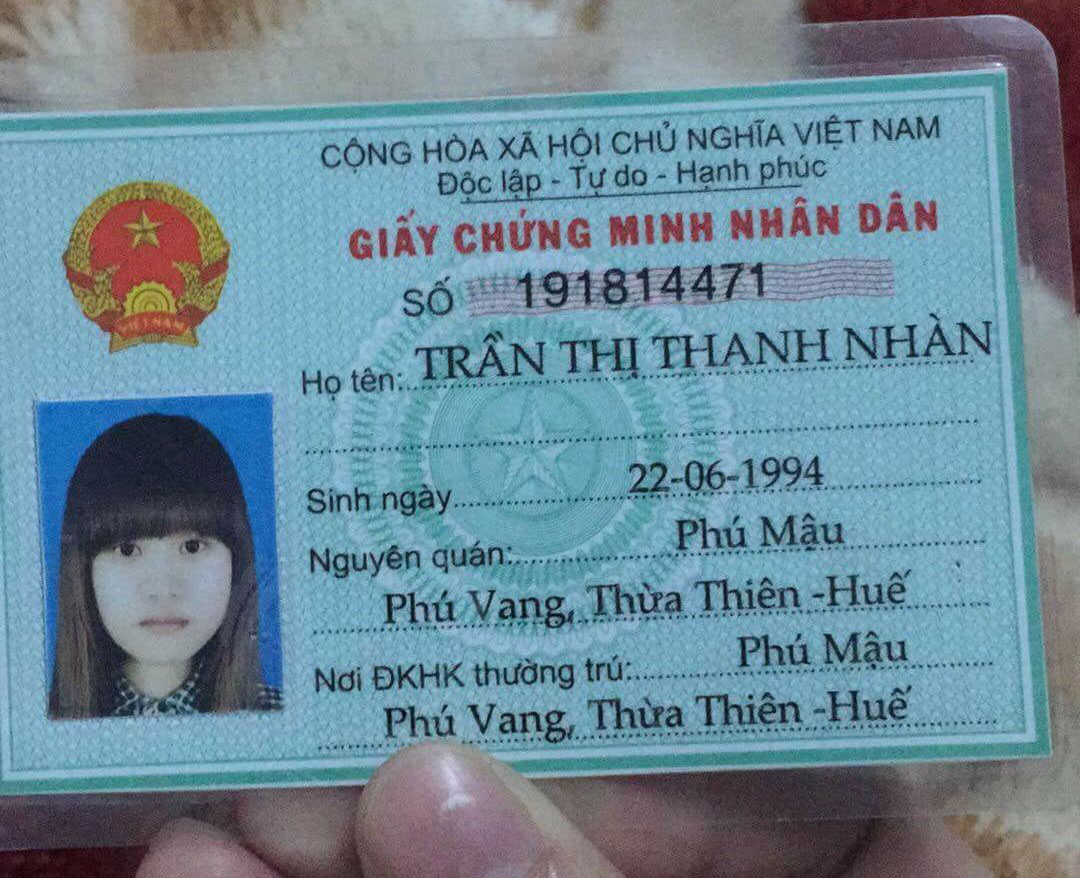 CỘNG HÒA XÃ HỘI CHỦ NGHĨA VIỆT NAM
Độc lập - Tự do - Hạnh phúc
GIẤY CHỨNG MINH NHÂN DÂN
SỐ 191814471
Họ tên: TRẦN THỊ THANH NHÀN
Sinh ngày 22-06-1994
Nguyên quán: Phú Mậu
Phú Vang, Thừa Thiên -Huế
Nơi ĐKHK thường trú: Phú Mậu
Phú Vang, Thừa Thiên -Huế
VIET NAM